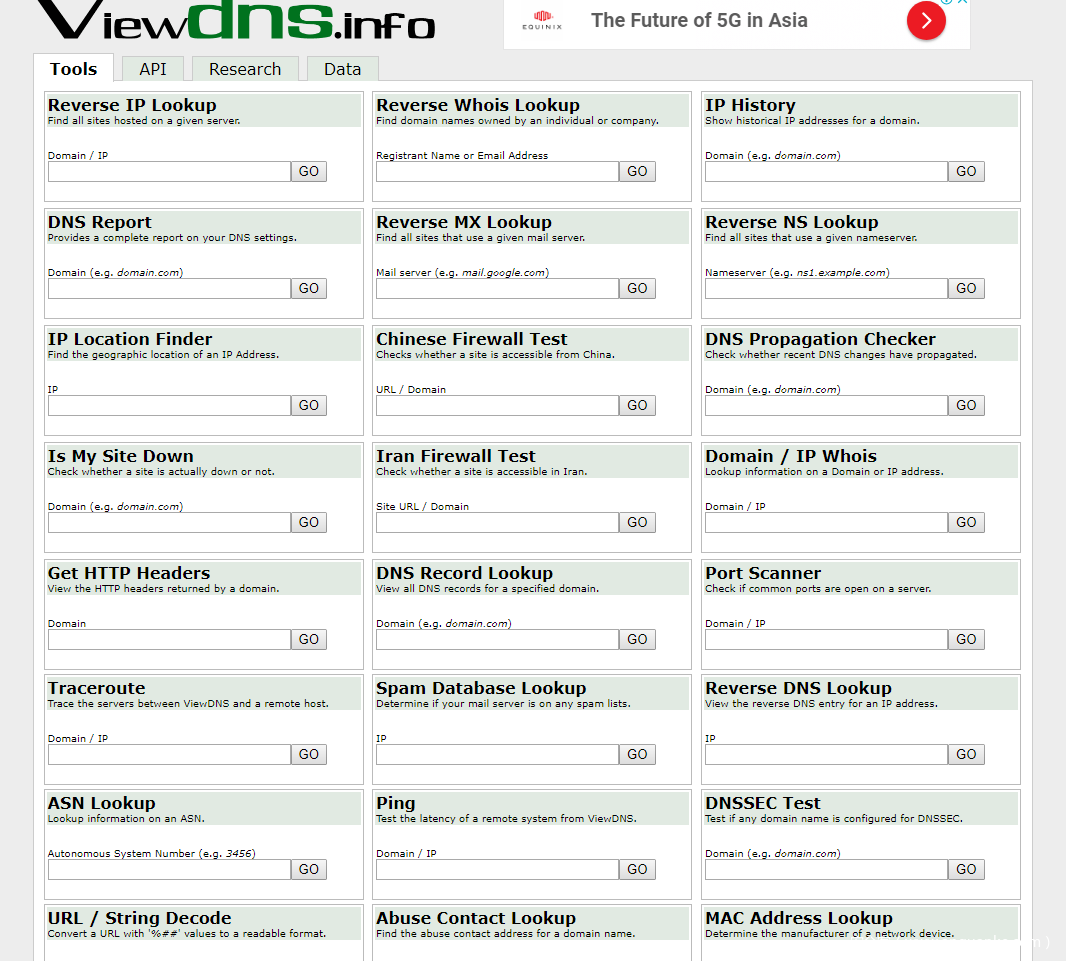 Viewdns.info
EQUINIX
The Future of 5G in Asia
Tools
API
Research
Data
Reverse IP Lookup
Find all sites hosted on a given server.
Domain / IP
GO
Reverse Whois Lookup
Find domain names owned by an individual or company.
Registrant Name or Email Address
GO
IP History
Show historical IP addresses for a domain.
Domain (e.g. domain.com)
GO
DNS Report
Provides a complete report on your DNS settings.
Domain (e.g. domain.com)
GO
Reverse MX Lookup
Find all sites that use a given mail server.
Mail server (e.g. mail.google.com)
GO
Reverse NS Lookup
Find all sites that use a given nameserver.
Nameserver (e.g. ns1.example.com)
GO
IP Location Finder
Find the geographic location of an IP Address.
IP
GO
Chinese Firewall Test
Checks whether a site is accessible from China.
URL / Domain
GO
DNS Propagation Checker
Check whether recent DNS changes have propagated.
Domain (e.g. domain.com)
GO
Is My Site Down
Check whether a site is actually down or not.
Domain (e.g. domain.com)
GO
Iran Firewall Test
Check whether a site is accessible in Iran.
Site URL / Domain
GO
Domain / IP Whois
Lookup information on a Domain or IP address.
Domain / IP
GO
Get HTTP Headers
View the HTTP headers returned by a domain.
Domain
GO
DNS Record Lookup
View all DNS records for a specified domain.
Domain (e.g. domain.com)
GO
Port Scanner
Check if common ports are open on a server.
Domain / IP
GO
Traceroute
Trace the servers between ViewDNS and a remote host.
Domain / IP
GO
Spam Database Lookup
Determine if your mail server is on any spam lists.
IP
GO
Reverse DNS Lookup
View the reverse DNS entry for an IP address.
IP
GO
ASN Lookup
Lookup information on an ASN.
Autonomous System Number (e.g. 3456)
GO
Ping
Test the latency of a remote system from ViewDNS.
Domain / IP
GO
DNSSEC Test
Test if any domain name is configured for DNSSEC.
Domain (e.g. domain.com)
GO
URL / String Decode
Convert a URL with '%##' values to a readable format.
Abuse Contact Lookup
Find the abuse contact address for a domain name.
MAC Address Lookup
Determine the manufacturer of a network device.